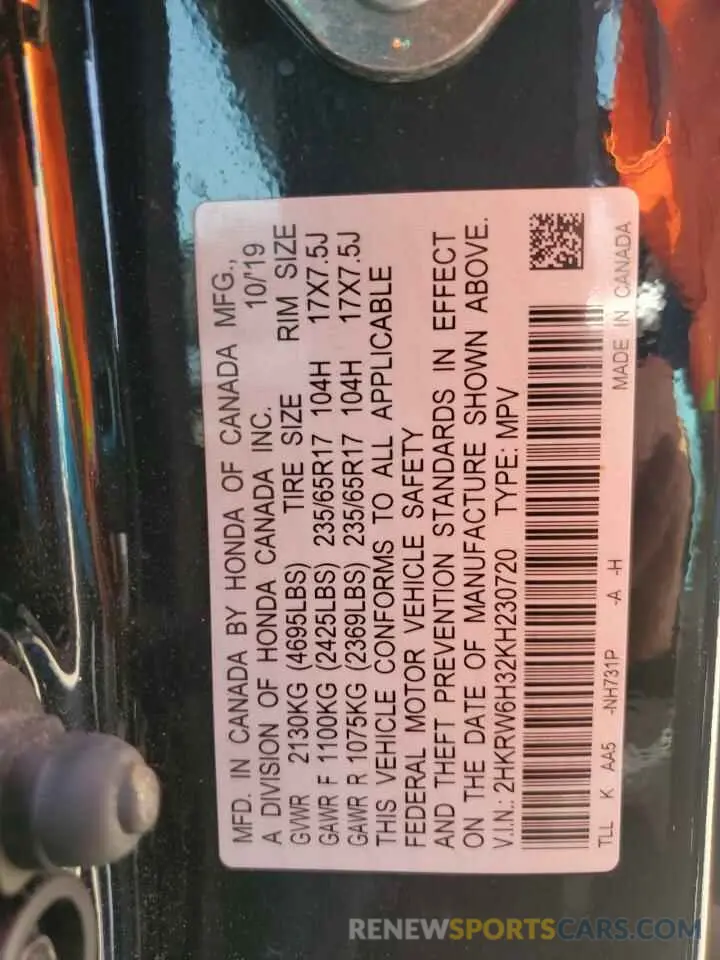 MFD. IN CANADA BY HONDA OF CANADA MFG.,
A DIVISION OF HONDA CANADA INC. 10/'19
GVWR 2130KG (4695LBS) TIRE SIZE RIM SIZE
GAWR F 1100KG (2425LBS) 235/65R17 104H 17X7.5J
GAWR R 1075KG (2369LBS) 235/65R17 104H 17X7.5J
THIS VEHICLE CONFORMS TO ALL APPLICABLE
FEDERAL MOTOR VEHICLE SAFETY
AND THEFT PREVENTION STANDARDS IN EFFECT
ON THE DATE OF MANUFACTURE SHOWN ABOVE.
V.I.N.: 2HKRW6H32KH230720 TYPE: MPV
TLL K AA5 -NH731P -A -H MADE IN CANADA
RENEWSPORTSCARS.COM